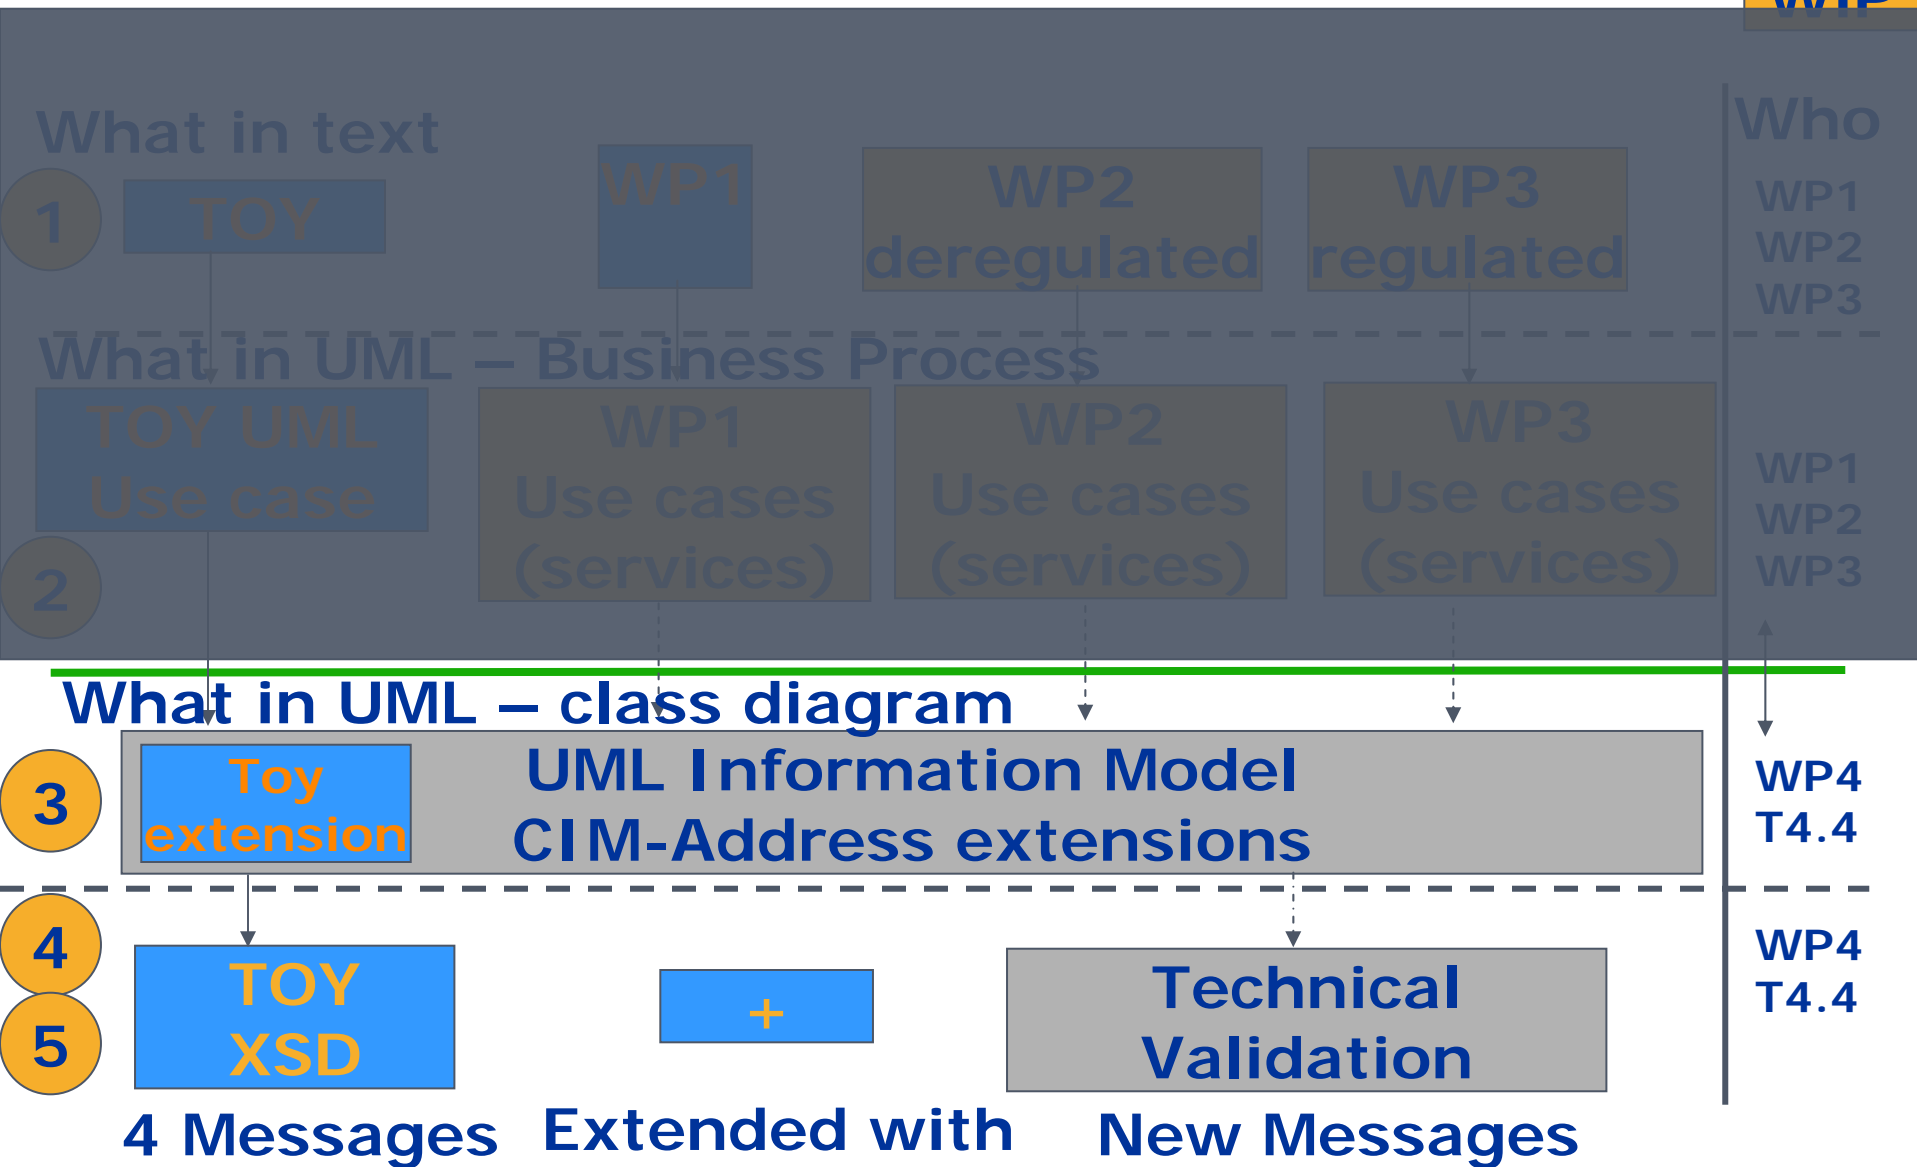 WIP
What in text
Who
1
TOY
WP1
WP2
deregulated
WP3
regulated
WP1
WP2
WP3
What in UML – Business Process
TOY UML
Use case
WP1
Use cases
(services)
WP2
Use cases
(services)
WP3
Use cases
(services)
WP1
WP2
WP3
2
What in UML – class diagram
3
Toy
extension
UML Information Model
CIM-Address extensions
WP4
T4.4
4
5
TOY
XSD
+
Technical
Validation
WP4
T4.4
4 Messages
Extended with
New Messages